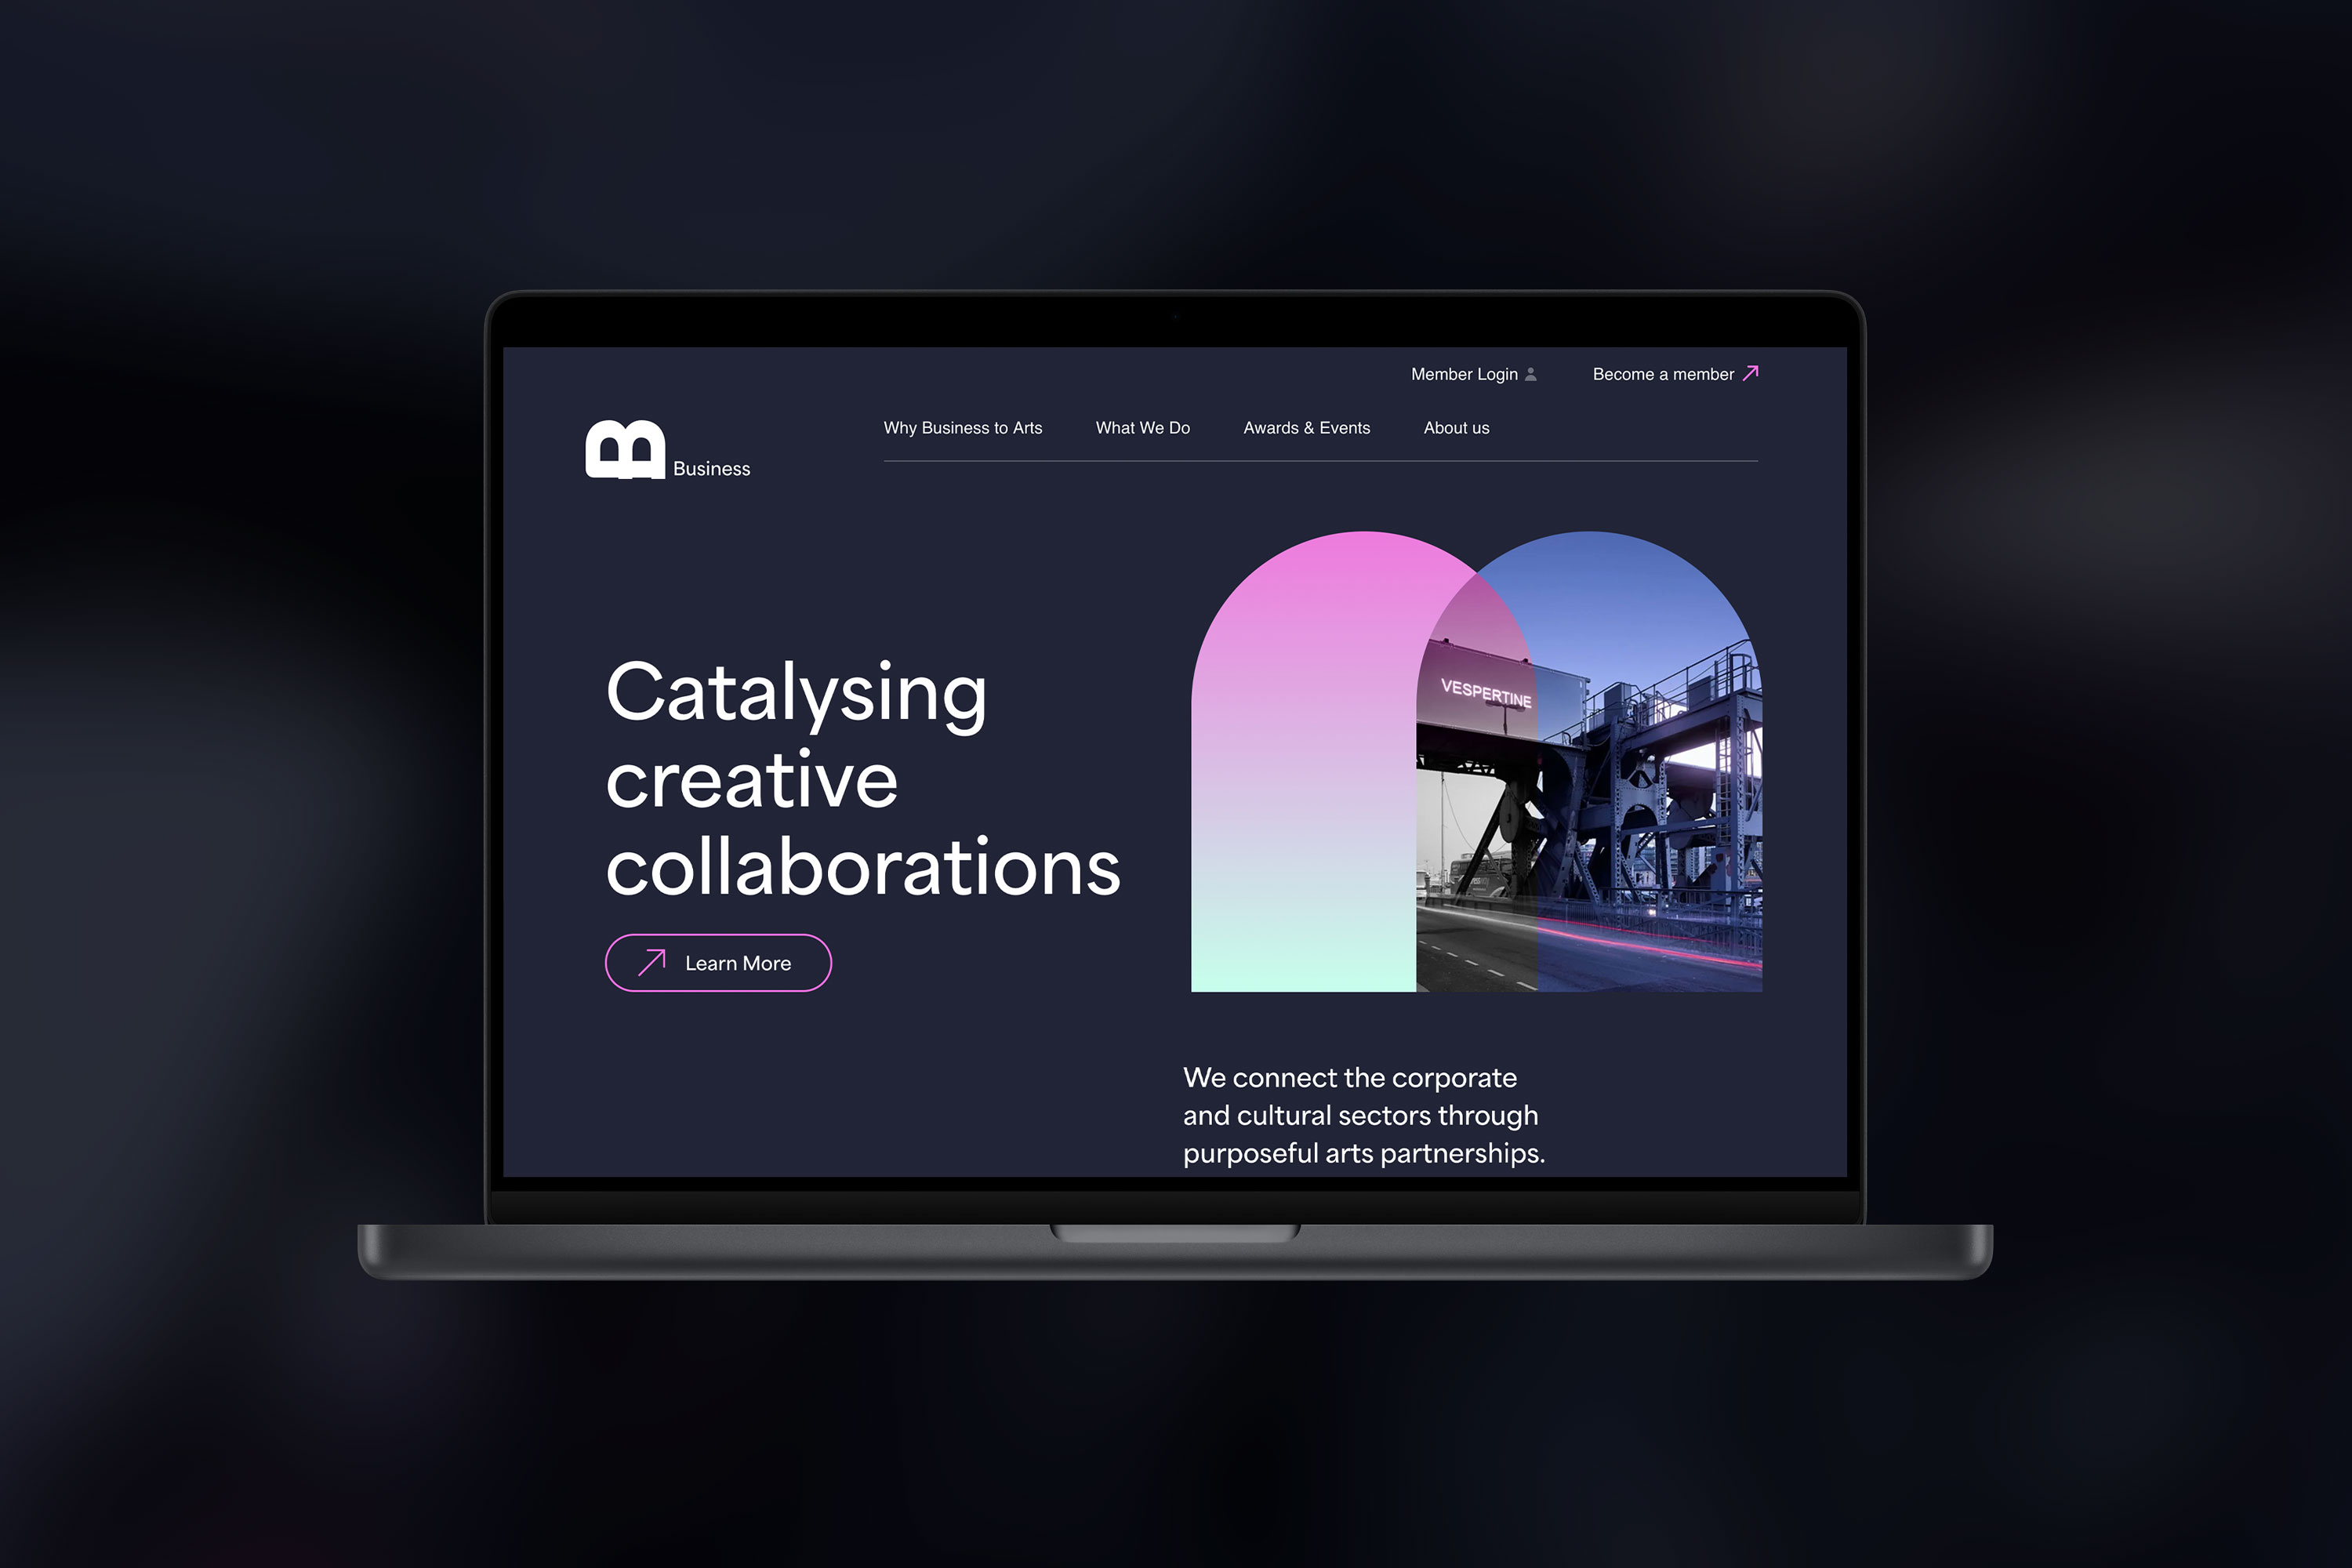 Member Login
Become a member
Why Business to Arts
What We Do
Awards & Events
About us
B
Business
Catalysing
creative
collaborations
Learn More
VESPERTINE
We connect the corporate
and cultural sectors through
purposeful arts partnerships.